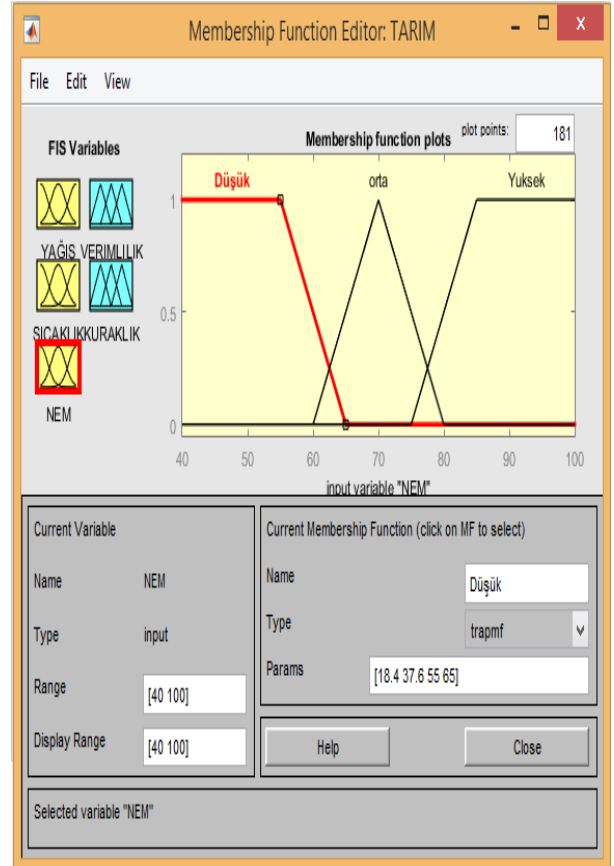 Membership Function Editor: TARIM
File Edit View
FIS Variables
Membership function plots
plot points:
181
YAĞIŞ VERIMLILIK
SICAKLIKKURAKLIK
NEM
Düşük
orta
Yuksek
1
0.5
0
40 50 60 70 80 90 100
input variable "NEM"
Current Variable
Name NEM
Type input
Range [40 100]
Display Range [40 100]
Current Membership Function (click on MF to select)
Name Düşük
Type trapmf
Params [18.4 37.6 55 65]
Help Close
Selected variable "NEM"